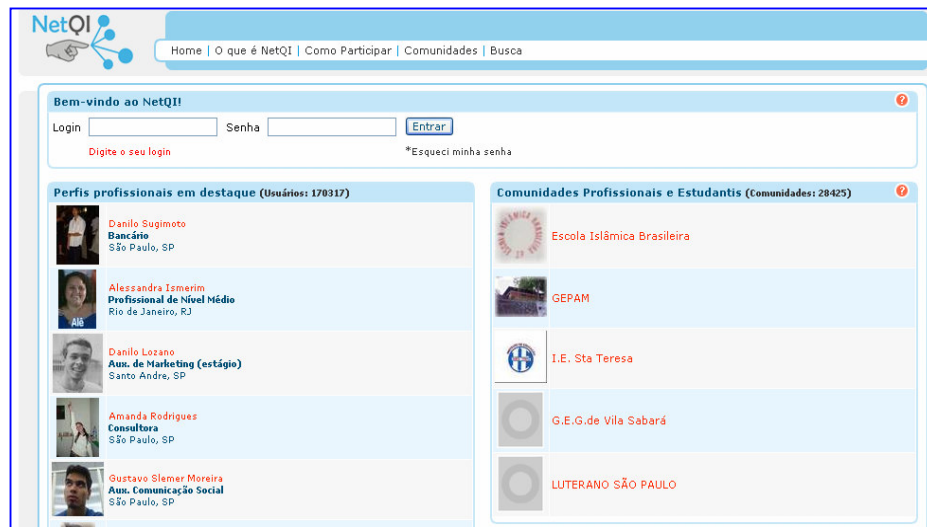 NetQI
Home | O que é NetQI | Como Participar | Comunidades | Busca
Bem-vindo ao NetQI!
Login Senha Entrar
Digite o seu login *Esqueci minha senha
Perfis profissionais em destaque (Usuários: 170317)
Danilo Sugimoto
Bancário
São Paulo, SP
Alessandra Ismerim
Profissional de Nível Médio
Rio de Janeiro, RJ
Alê
Danilo Lozano
Aux. de Marketing (estágio)
Santo Andre, SP
Amanda Rodrigues
Consultora
São Paulo, SP
Gustavo Slemer Moreira
Aux. Comunicação Social
São Paulo, SP
Comunidades Profissionais e Estudantis (Comunidades: 28425)
Escola Islâmica Brasileira
GEPAM
I.E. Sta Teresa
G.E.G.de Vila Sabará
LUTERANO SÃO PAULO